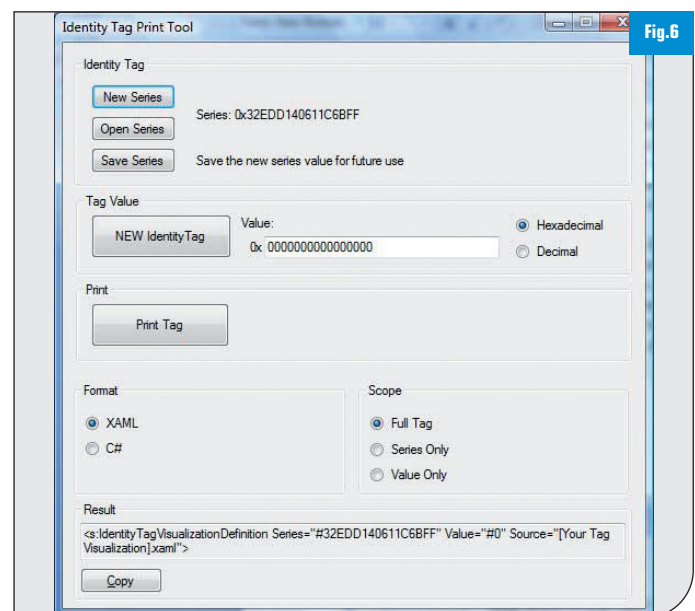 Identity Tag Print Tool
Fig.6
Identity Tag
New Series
Series: 0x32EDD140611C6BFF
Open Series
Save Series
Save the new series value for future use
Tag Value
NEW IdentityTag
Value:
0x 0000000000000000
Hexadecimal
Decimal
Print
Print Tag
Format
XAML
C#
Scope
Full Tag
Series Only
Value Only
Result
<s:IdentityTagVisualizationDefinition Series="#32EDD140611C6BFF" Value="#0" Source="[Your Tag
Visualization].xaml">
Copy